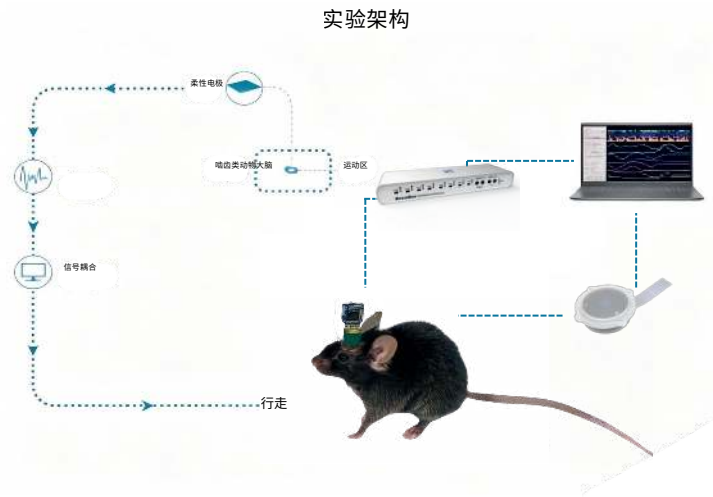 实验架构
柔性电极
啮齿类动物大脑
运动区
信号耦合
行走